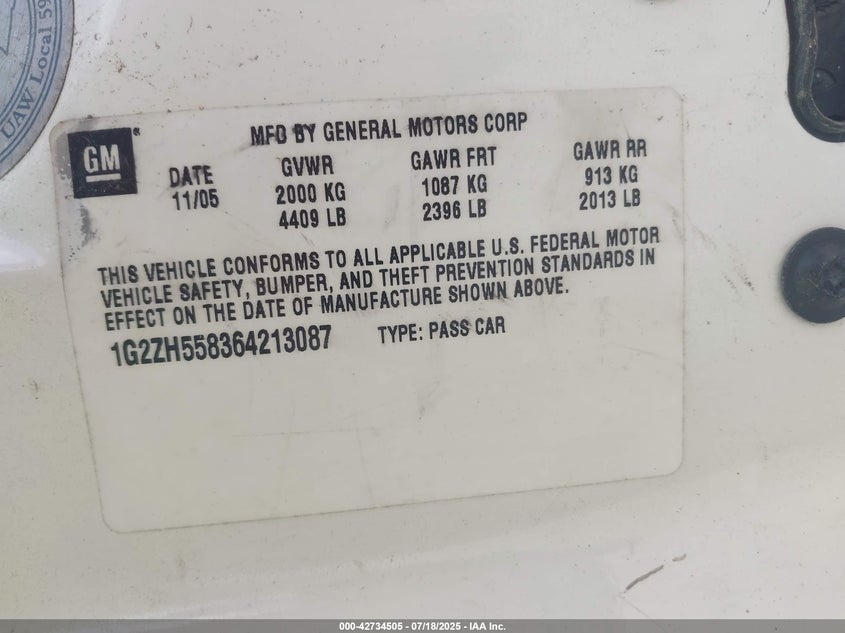 UAW Local 59
GM
MFD BY GENERAL MOTORS CORP
DATE GVWR GAWR FRT GAWR RR
11/05 2000 KG 1087 KG 913 KG
4409 LB 2396 LB 2013 LB
THIS VEHICLE CONFORMS TO ALL APPLICABLE U.S. FEDERAL MOTOR
VEHICLE SAFETY, BUMPER, AND THEFT PREVENTION STANDARDS IN
EFFECT ON THE DATE OF MANUFACTURE SHOWN ABOVE.
1G2ZH558364213087 TYPE: PASS CAR
000-42734505 - 07/18/2025 - IAA Inc.